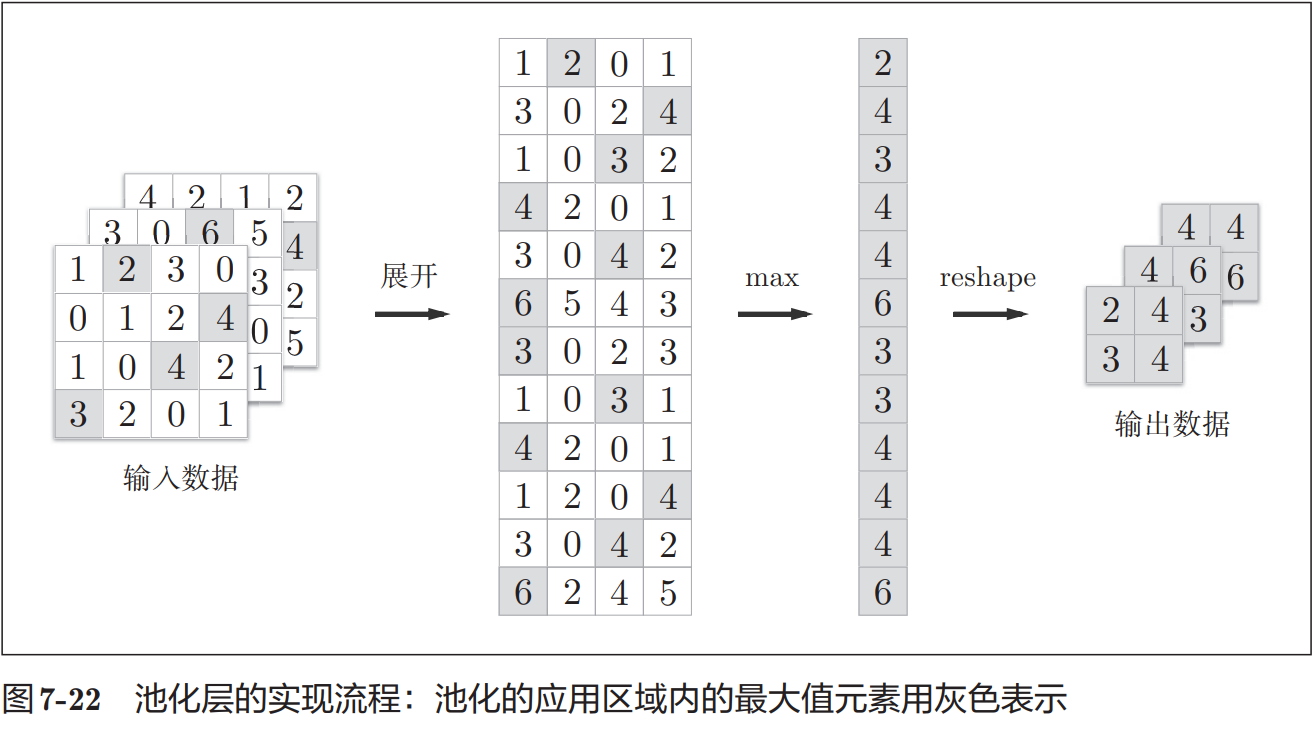 4 2 1 2
3 0 6 5 4
1 2 3 0 3 2
0 1 2 4 0 5
1 0 4 2 1
3 2 0 1
输入数据
展开
1 2 0 1
3 0 2 4
1 0 3 2
4 2 0 1
3 0 4 2
6 5 4 3
3 0 2 3
1 0 3 1
4 2 0 1
1 2 0 4
3 0 4 2
6 2 4 5
max
2
4
3
4
4
6
3
3
4
4
4
6
reshape
4 4
4 6 6
2 4 3
3 4
输出数据
图 7-22 池化层的实现流程：池化的应用区域内的最大值元素用灰色表示